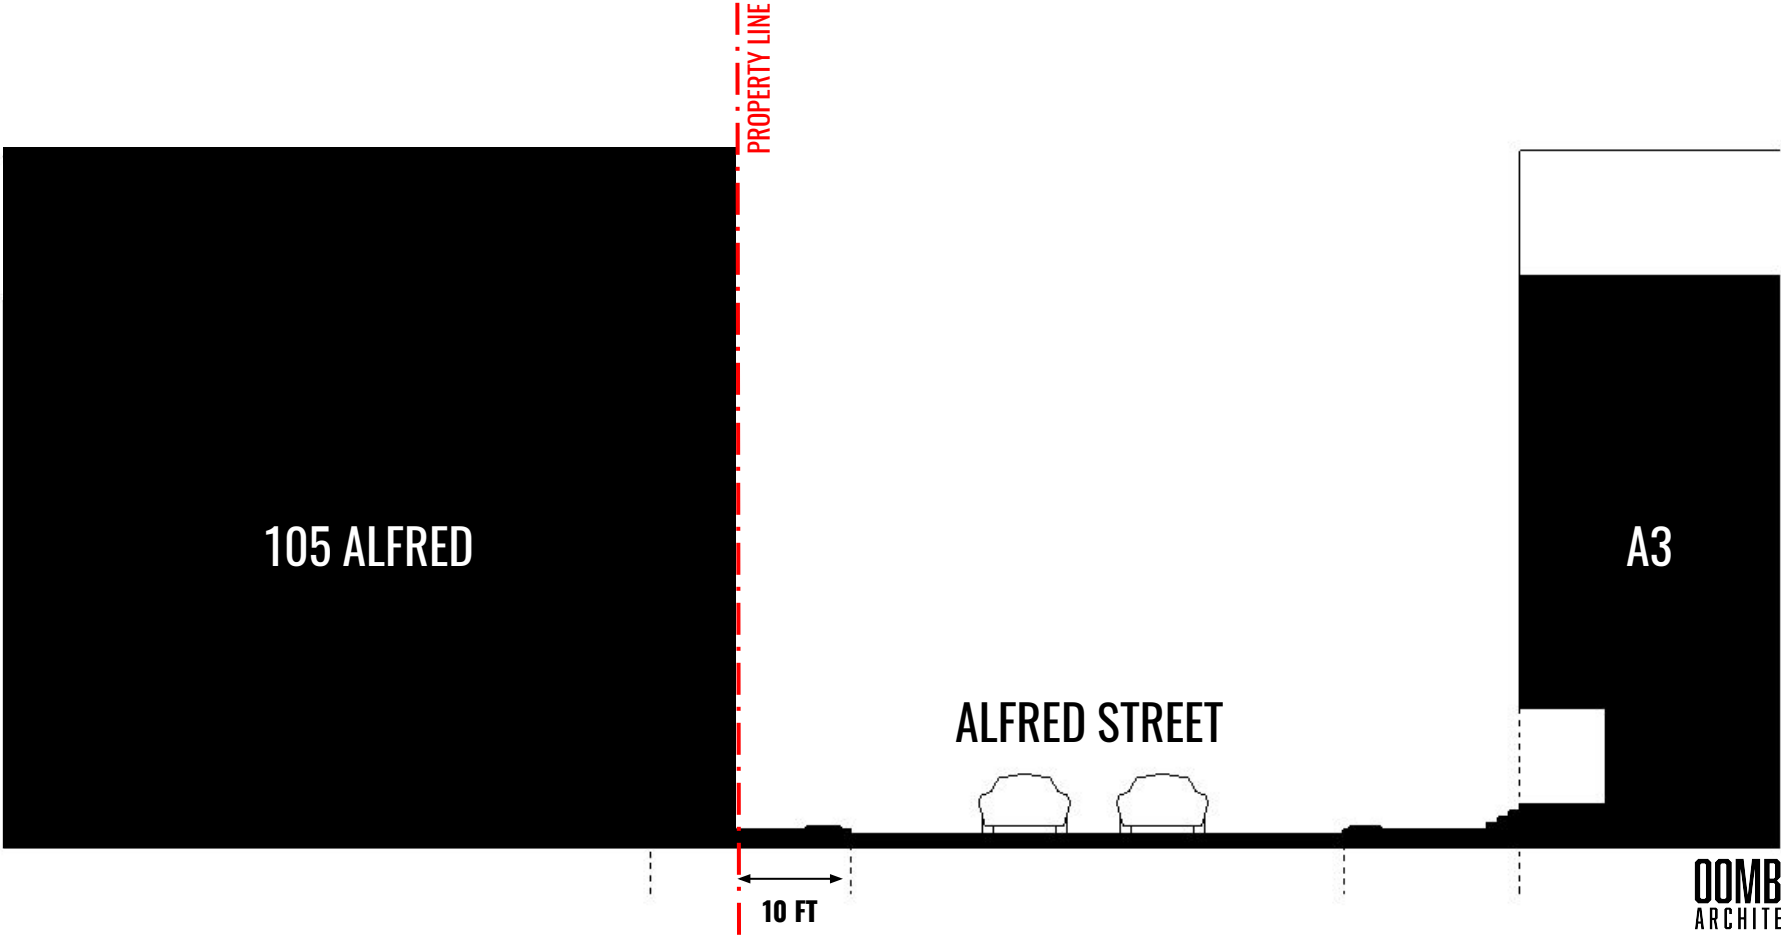 PROPERTY LINE
105 ALFRED
A3
ALFRED STREET
10 FT
OOMB
ARCHITE